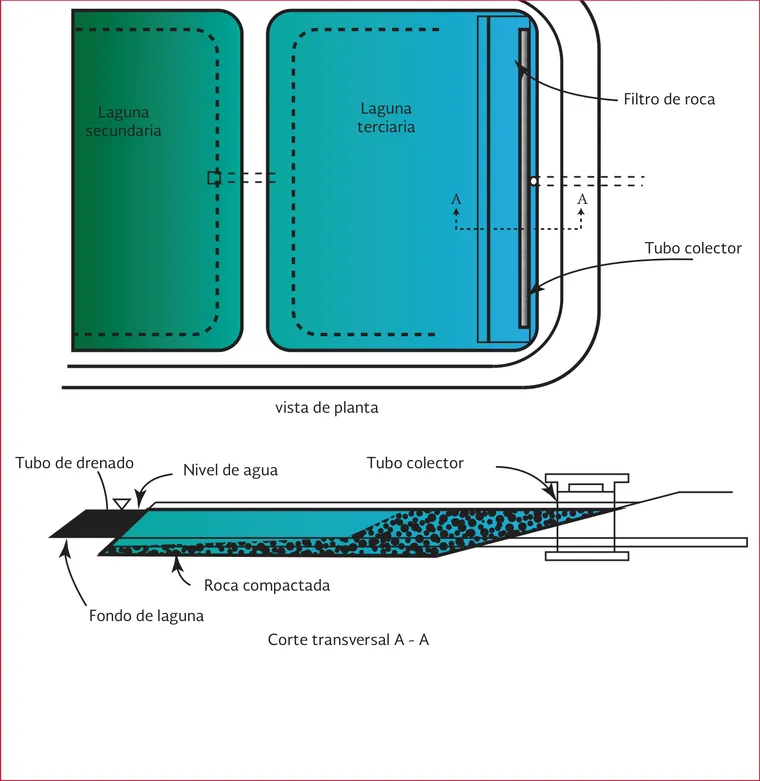 Laguna
secundaria
Laguna
terciaria
Filtro de roca
A
A
Tubo colector
vista de planta
Tubo de drenado
Nivel de agua
Tubo colector
Roca compactada
Fondo de laguna
Corte transversal A - A